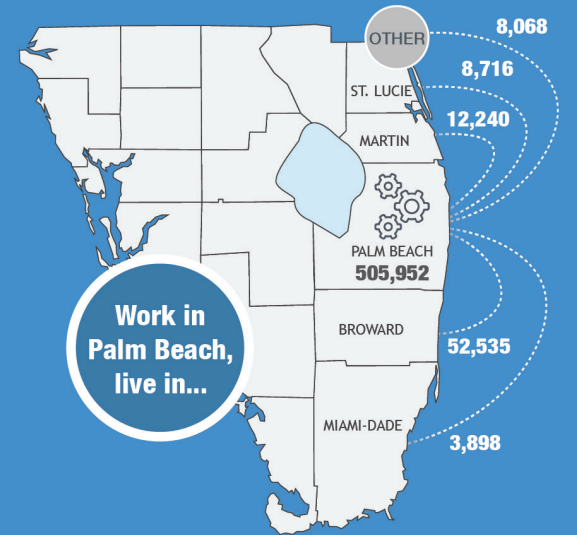 OTHER
8,068
8,716
ST. LUCIE
12,240
MARTIN
PALM BEACH
505,952
Work in
Palm Beach,
live in...
BROWARD
52,535
MIAMI-DADE
3,898